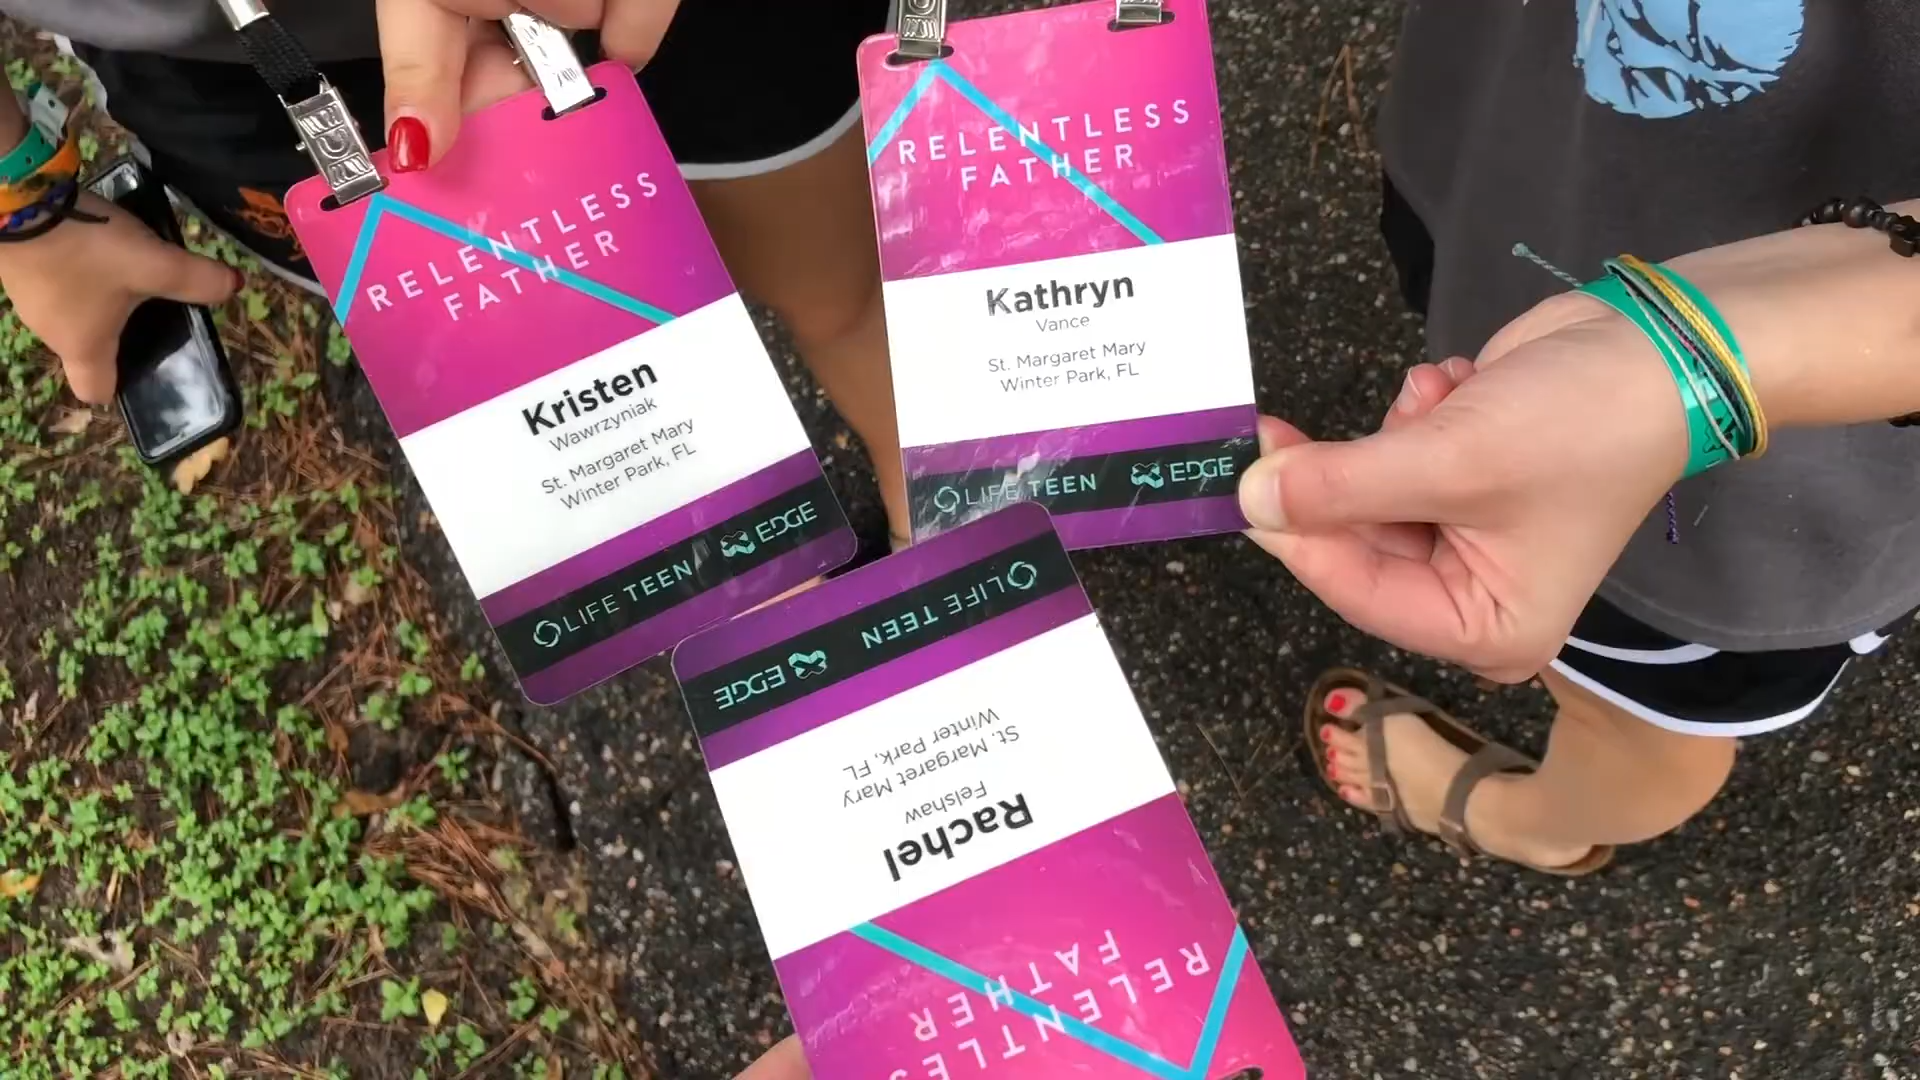 RELENTLESS
FATHER
Kristen
Wawrzyniak
St. Margaret Mary
Winter Park, FL
LIFE TEEN EDGE
RELENTLESS
FATHER
Kathryn
Vance
St. Margaret Mary
Winter Park, FL
LIFE TEEN EDGE
RELENTLESS
FATHER
Rachel
Felshaw
St. Margaret Mary
Winter Park, FL
LIFE TEEN EDGE